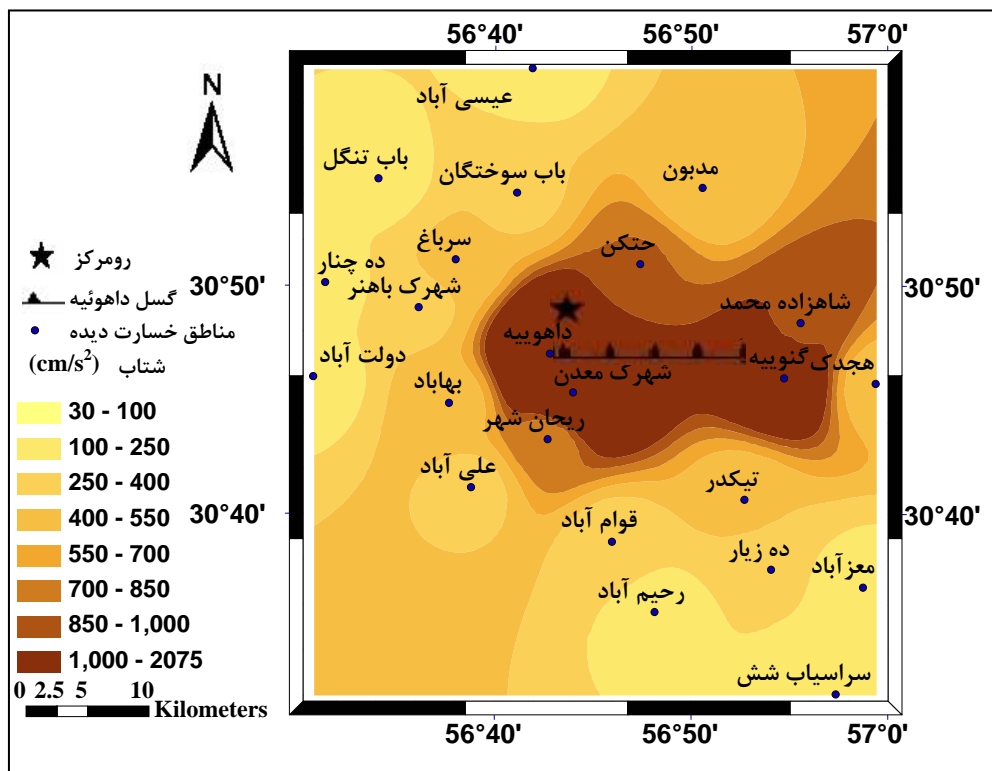 56°40' 56°50' 57°0'
N
عیسی آباد
باب تنگل
باب سوختگان
مدبون
سرباغ
حتکن
ده چنار
شهرک باهنر
شاهزاده محمد
30°50' 30°50'
داهوییه
گنوییه
هجدک
دولت آباد
شهرک معدن
بهاباد
ریحان شهر
علی آباد
تیکدر
قوام آباد
30°40' 30°40'
ده زیار
معزآباد
رحیم آباد
سراسیاب شش
56°40' 56°50' 57°0'
رومرکز
گسل داهوئیه
مناطق خسارت دیده
شتاب (cm/s²)
30 - 100
100 - 250
250 - 400
400 - 550
550 - 700
700 - 850
850 - 1,000
1,000 - 2075
0 2.5 5 10
Kilometers